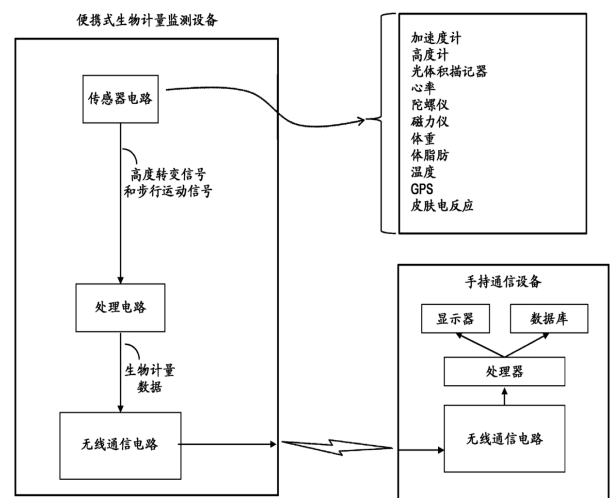 便携式生物计量监测设备
传感器电路
高度转变信号
和步行运动信号
处理电路
生物计量
数据
无线通信电路
加速度计
高度计
光体积描记器
心率
陀螺仪
磁力仪
体重
体脂肪
温度
GPS
皮肤电反应
手持通信设备
显示器
数据库
处理器
无线通信电路